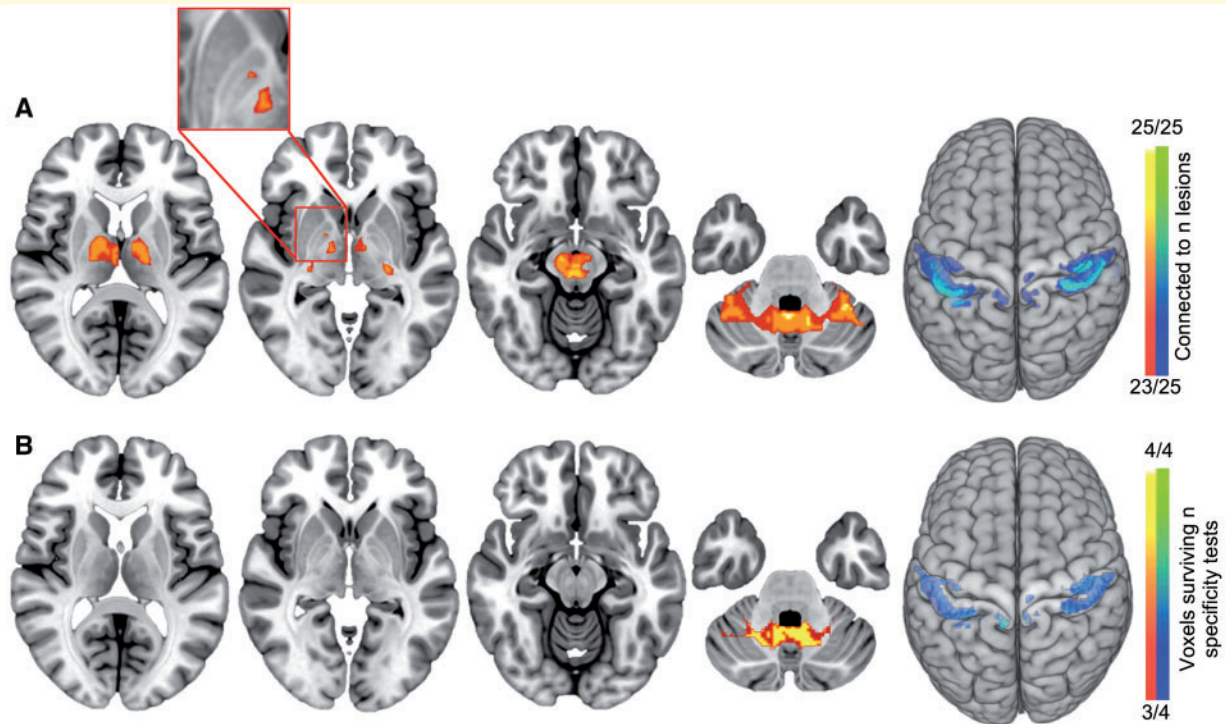 A
25/25
Connected to n lesions
23/25
B
4/4
Voxels surviving n
specificity tests
3/4